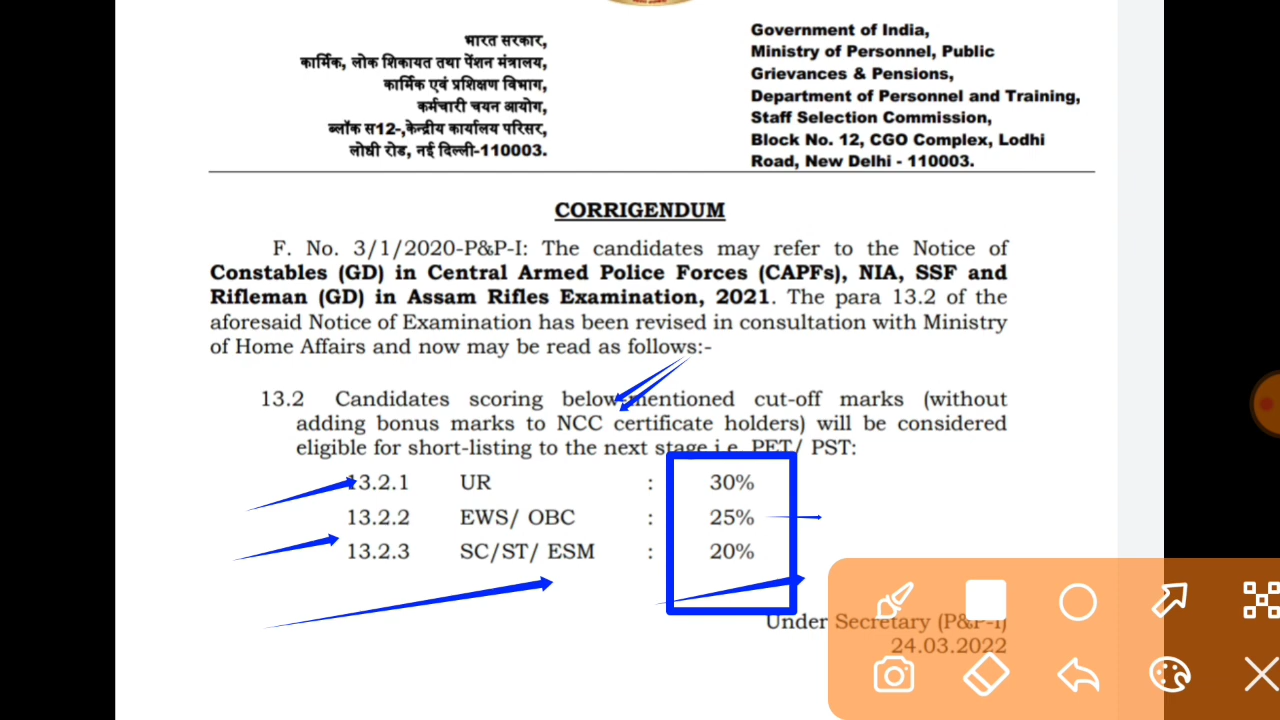 भारत सरकार,
कार्मिक, लोक शिकायत तथा पेंशन मंत्रालय,
कार्मिक एवं प्रशिक्षण विभाग,
कर्मचारी चयन आयोग,
ब्लॉक स12-,केन्द्रीय कार्यालय परिसर,
लोधी रोड, नई दिल्ली-110003.
Government of India,
Ministry of Personnel, Public
Grievances & Pensions,
Department of Personnel and Training,
Staff Selection Commission,
Block No. 12, CGO Complex, Lodhi
Road, New Delhi - 110003.
CORRIGENDUM
F. No. 3/1/2020-P&P-I: The candidates may refer to the Notice of
Constables (GD) in Central Armed Police Forces (CAPFs), NIA, SSF and
Rifleman (GD) in Assam Rifles Examination, 2021. The para 13.2 of the
aforesaid Notice of Examination has been revised in consultation with Ministry
of Home Affairs and now may be read as follows:-
13.2 Candidates scoring below-mentioned cut-off marks (without
adding bonus marks to NCC certificate holders) will be considered
eligible for short-listing to the next stage i.e. PET/ PST:
13.2.1 UR : 30%
13.2.2 EWS/ OBC : 25%
13.2.3 SC/ST/ ESM : 20%
Under Secretary (P&P-I)
24.03.2022